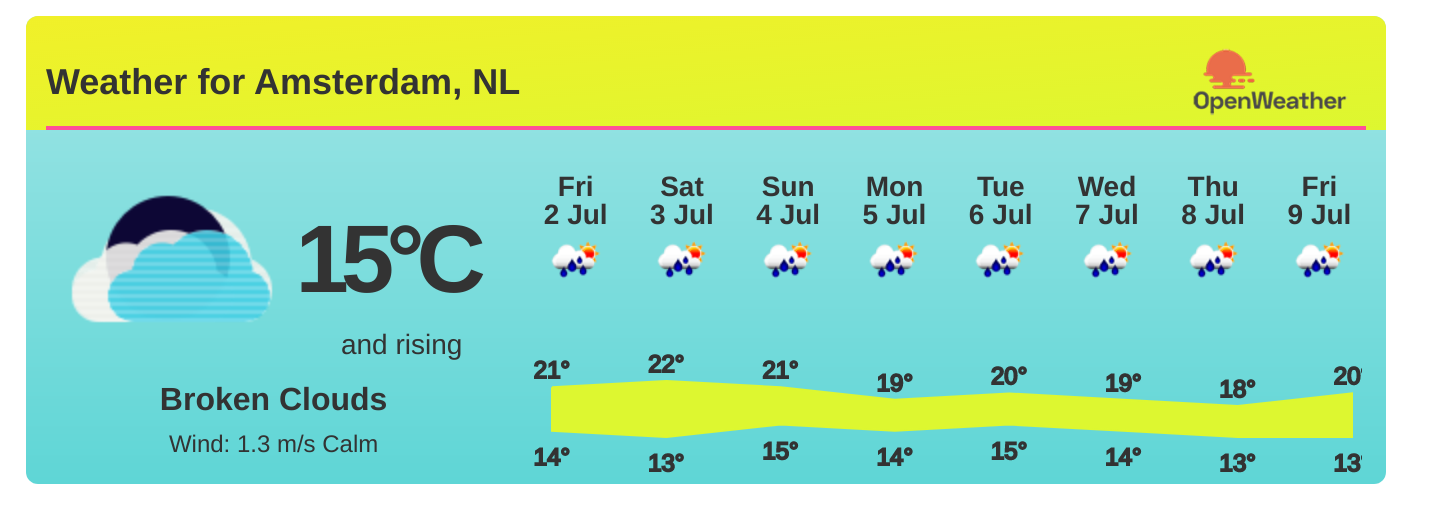 Weather for Amsterdam, NL
OpenWeather
15°C
and rising
Broken Clouds
Wind: 1.3 m/s Calm
Fri Sat Sun Mon Tue Wed Thu Fri
2 Jul 3 Jul 4 Jul 5 Jul 6 Jul 7 Jul 8 Jul 9 Jul
21° 22° 21° 19° 20° 19° 18° 20°
14° 13° 15° 14° 15° 14° 13° 13°